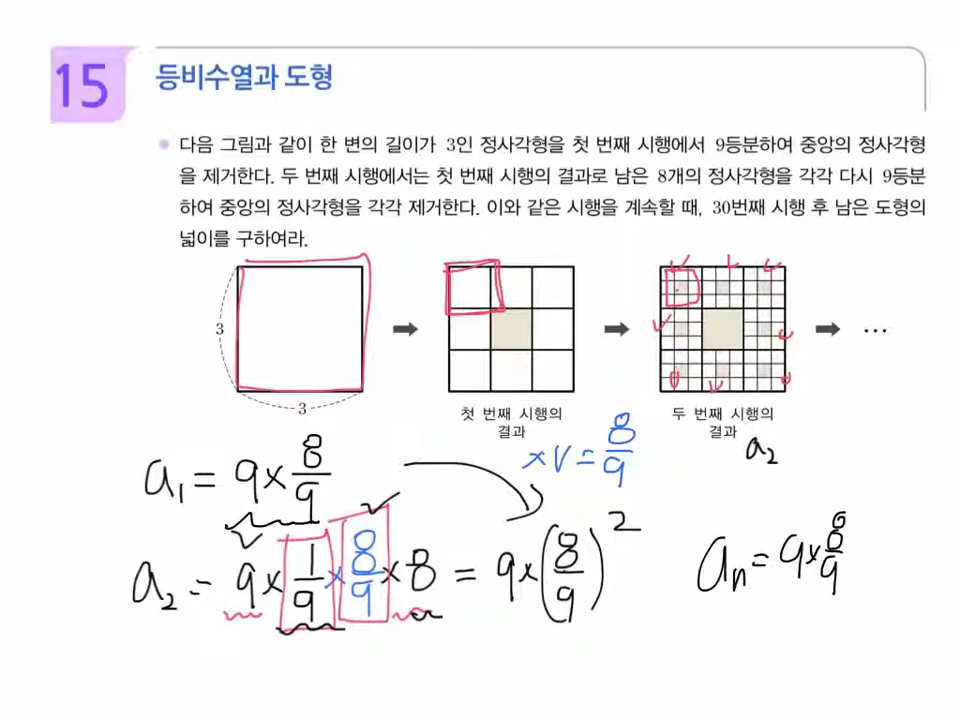 15 등비수열과 도형
다음 그림과 같이 한 변의 길이가 3인 정사각형을 첫 번째 시행에서 9등분하여 중앙의 정사각형
을 제거한다. 두 번째 시행에서는 첫 번째 시행의 결과로 남은 8개의 정사각형을 각각 다시 9등분
하여 중앙의 정사각형을 각각 제거한다. 이와 같은 시행을 계속할 때, 30번째 시행 후 남은 도형의
넓이를 구하여라.
3
3
첫 번째 시행의
결과
두 번째 시행의
결과
…
a₂
×r = 8/9
a₁ = 9 × 8/9
a₂ = 9 × 1/9 × 8/9 × 8 = 9 × (8/9)²
aₙ = 9 × 8/9